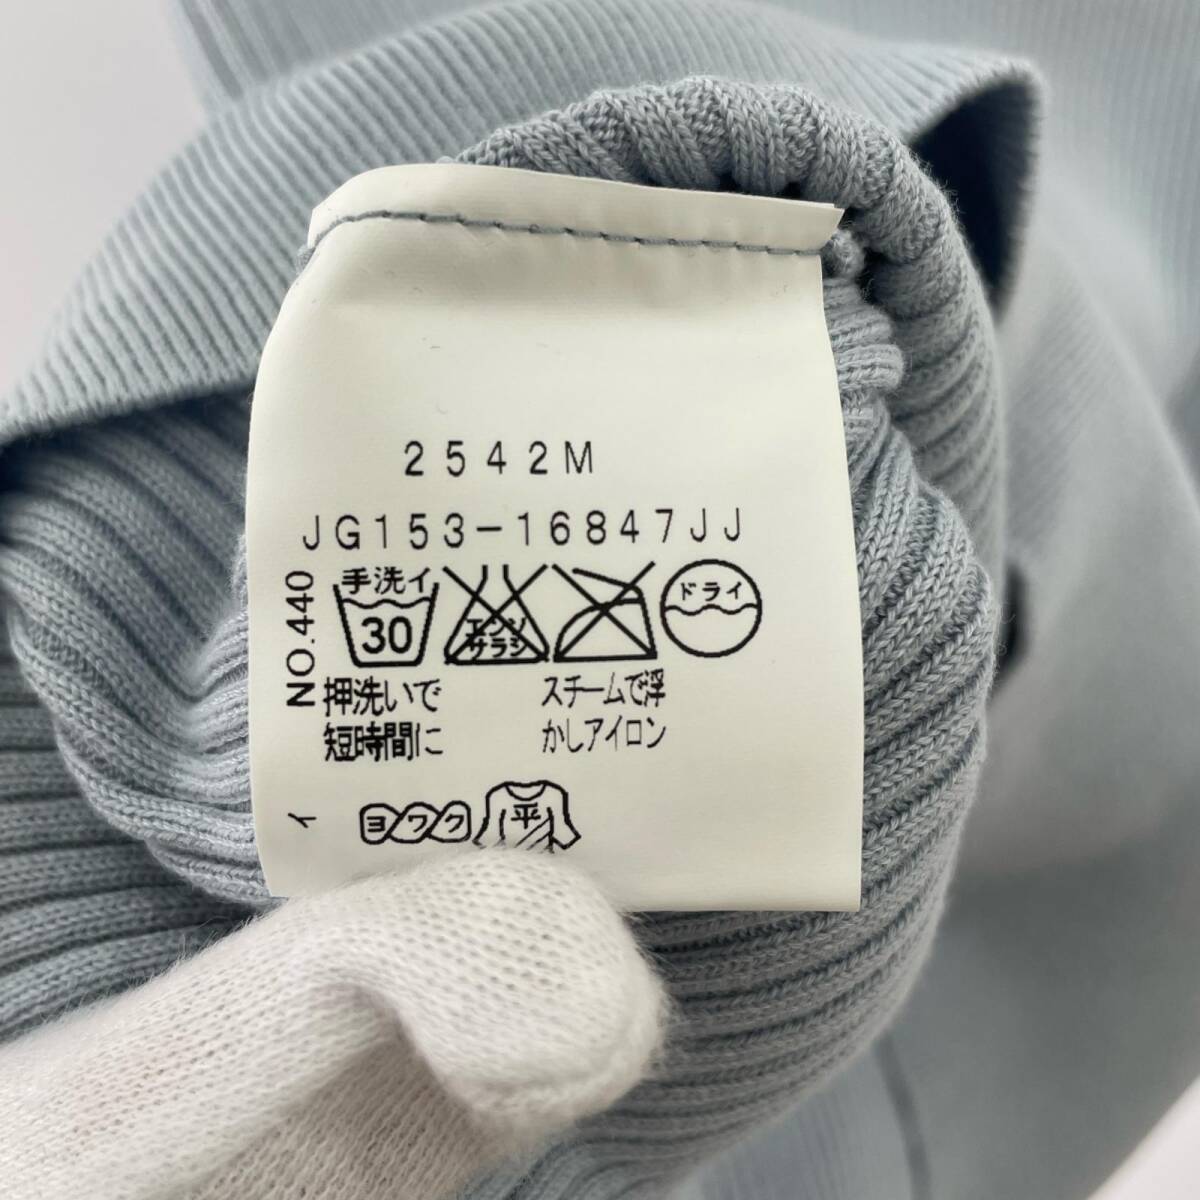 2542M
JG153-16847JJ
NO.440
手洗イ
30
エンソ
サラシ
ドライ
押洗いで
短時間に
スチームで浮
かしアイロン
イ
ヨワク
平